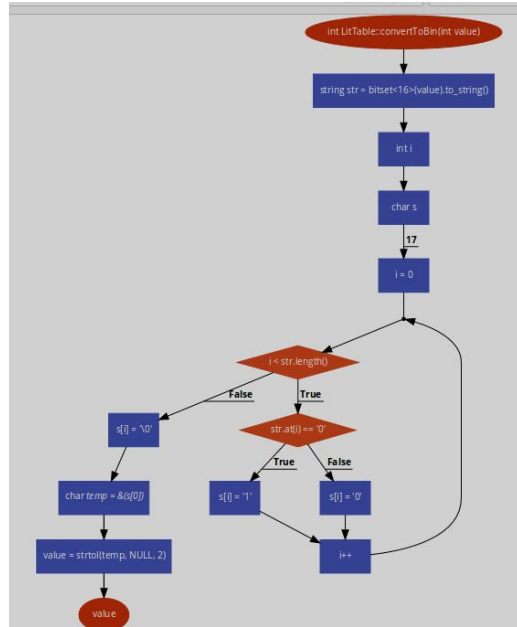 int LitTable::convertToBin(int value)
string str = bitset<16>(value).to_string()
int i
char s
17
i = 0
i < str.length()
False
True
s[i] = '\0'
str.at(i) == '0'
True
False
char temp = &(s[0])
s[i] = '1'
s[i] = '0'
value = strtol(temp, NULL, 2)
i++
value